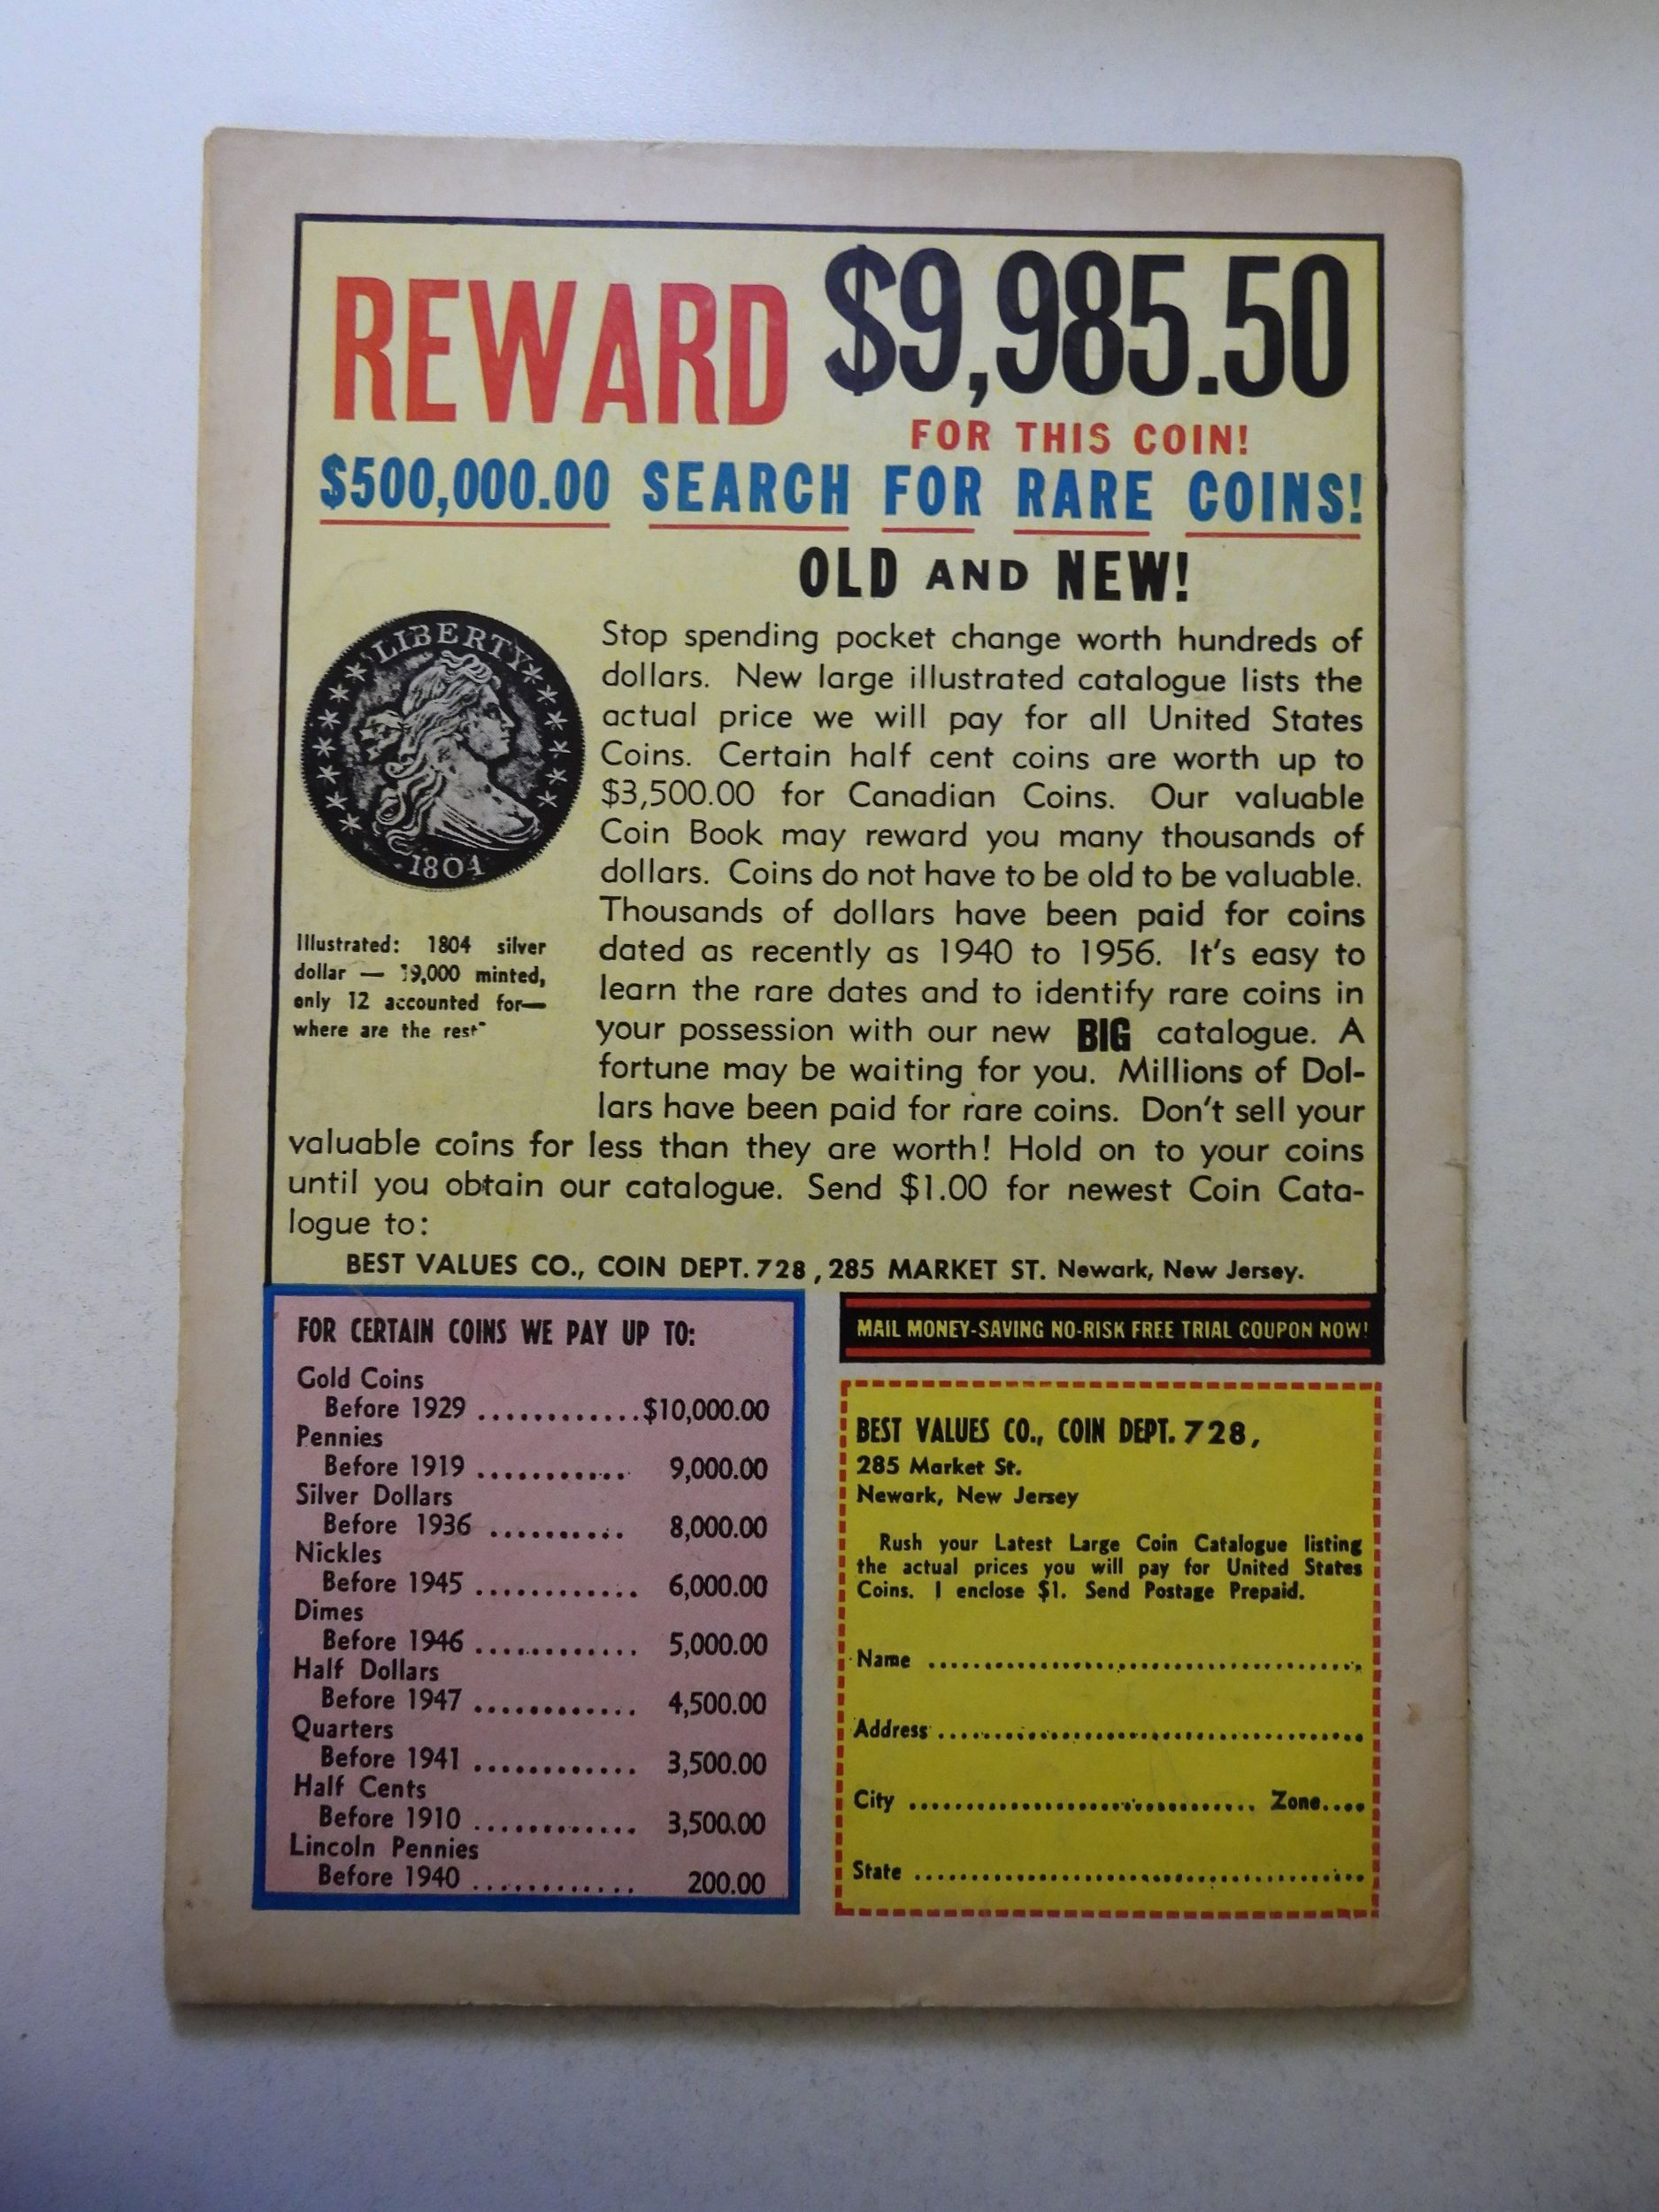 REWARD $9,985.50
FOR THIS COIN!
$500,000.00 SEARCH FOR RARE COINS!
OLD AND NEW!
LIBERTY
1804
Illustrated: 1804 silver
dollar — 19,000 minted,
only 12 accounted for—
where are the rest
Stop spending pocket change worth hundreds of
dollars. New large illustrated catalogue lists the
actual price we will pay for all United States
Coins. Certain half cent coins are worth up to
$3,500.00 for Canadian Coins. Our valuable
Coin Book may reward you many thousands of
dollars. Coins do not have to be old to be valuable.
Thousands of dollars have been paid for coins
dated as recently as 1940 to 1956. It's easy to
learn the rare dates and to identify rare coins in
your possession with our new BIG catalogue. A
fortune may be waiting for you. Millions of Dol-
lars have been paid for rare coins. Don't sell your
valuable coins for less than they are worth! Hold on to your coins
until you obtain our catalogue. Send $1.00 for newest Coin Cata-
logue to:
BEST VALUES CO., COIN DEPT. 728, 285 MARKET ST. Newark, New Jersey.
FOR CERTAIN COINS WE PAY UP TO:
Gold Coins
Before 1929 ............$10,000.00
Pennies
Before 1919 ........... 9,000.00
Silver Dollars
Before 1936 .......... 8,000.00
Nickles
Before 1945 ............ 6,000.00
Dimes
Before 1946 ............ 5,000.00
Half Dollars
Before 1947 ............ 4,500.00
Quarters
Before 1941 ............ 3,500.00
Half Cents
Before 1910 ............ 3,500.00
Lincoln Pennies
Before 1940 ............ 200.00
MAIL MONEY-SAVING NO-RISK FREE TRIAL COUPON NOW!
BEST VALUES CO., COIN DEPT. 728,
285 Market St.
Newark, New Jersey
Rush your Latest Large Coin Catalogue listing
the actual prices you will pay for United States
Coins. I enclose $1. Send Postage Prepaid.
Name ........................................
Address ........................................
City ................................ Zone....
State ........................................